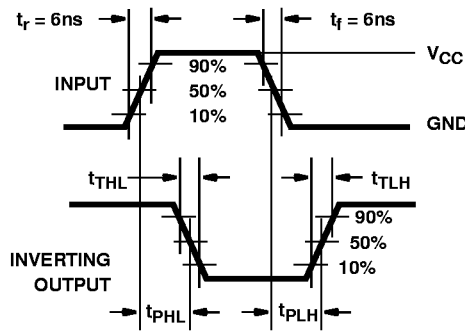 tr = 6ns
tf = 6ns
VCC
90%
INPUT
50%
10%
GND
tTHL
tTLH
90%
50%
10%
INVERTING
OUTPUT
tPHL
tPLH